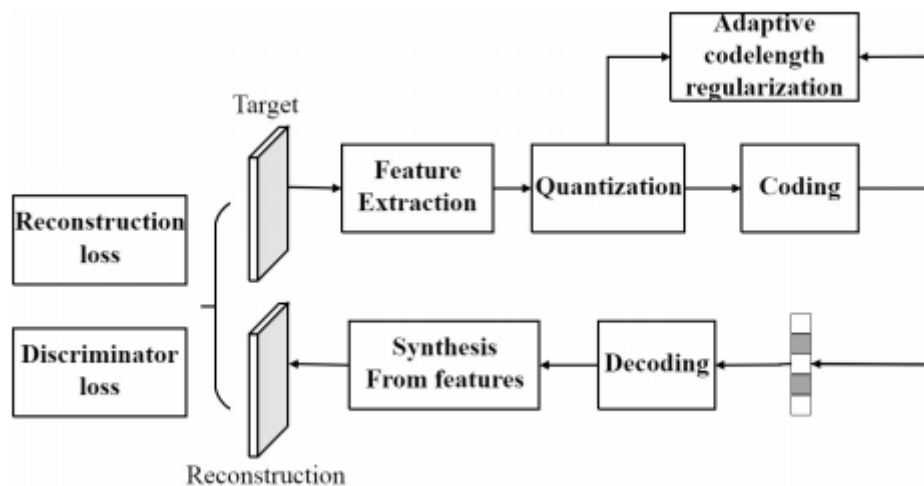 Adaptive
codelength
regularization
Target
Feature
Extraction
Quantization
Coding
Reconstruction
loss
Discriminator
loss
Synthesis
From features
Decoding
Reconstruction